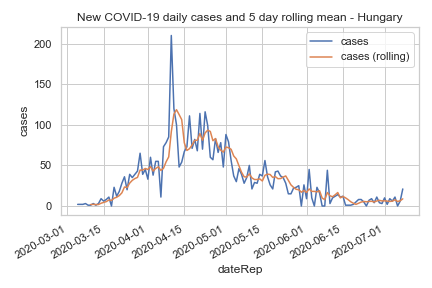 New COVID-19 daily cases and 5 day rolling mean - Hungary
cases
cases (rolling)
200
150
100
50
0
cases
2020-03-01
2020-03-15
2020-04-01
2020-04-15
2020-05-01
2020-05-15
2020-06-01
2020-06-15
2020-07-01
dateRep